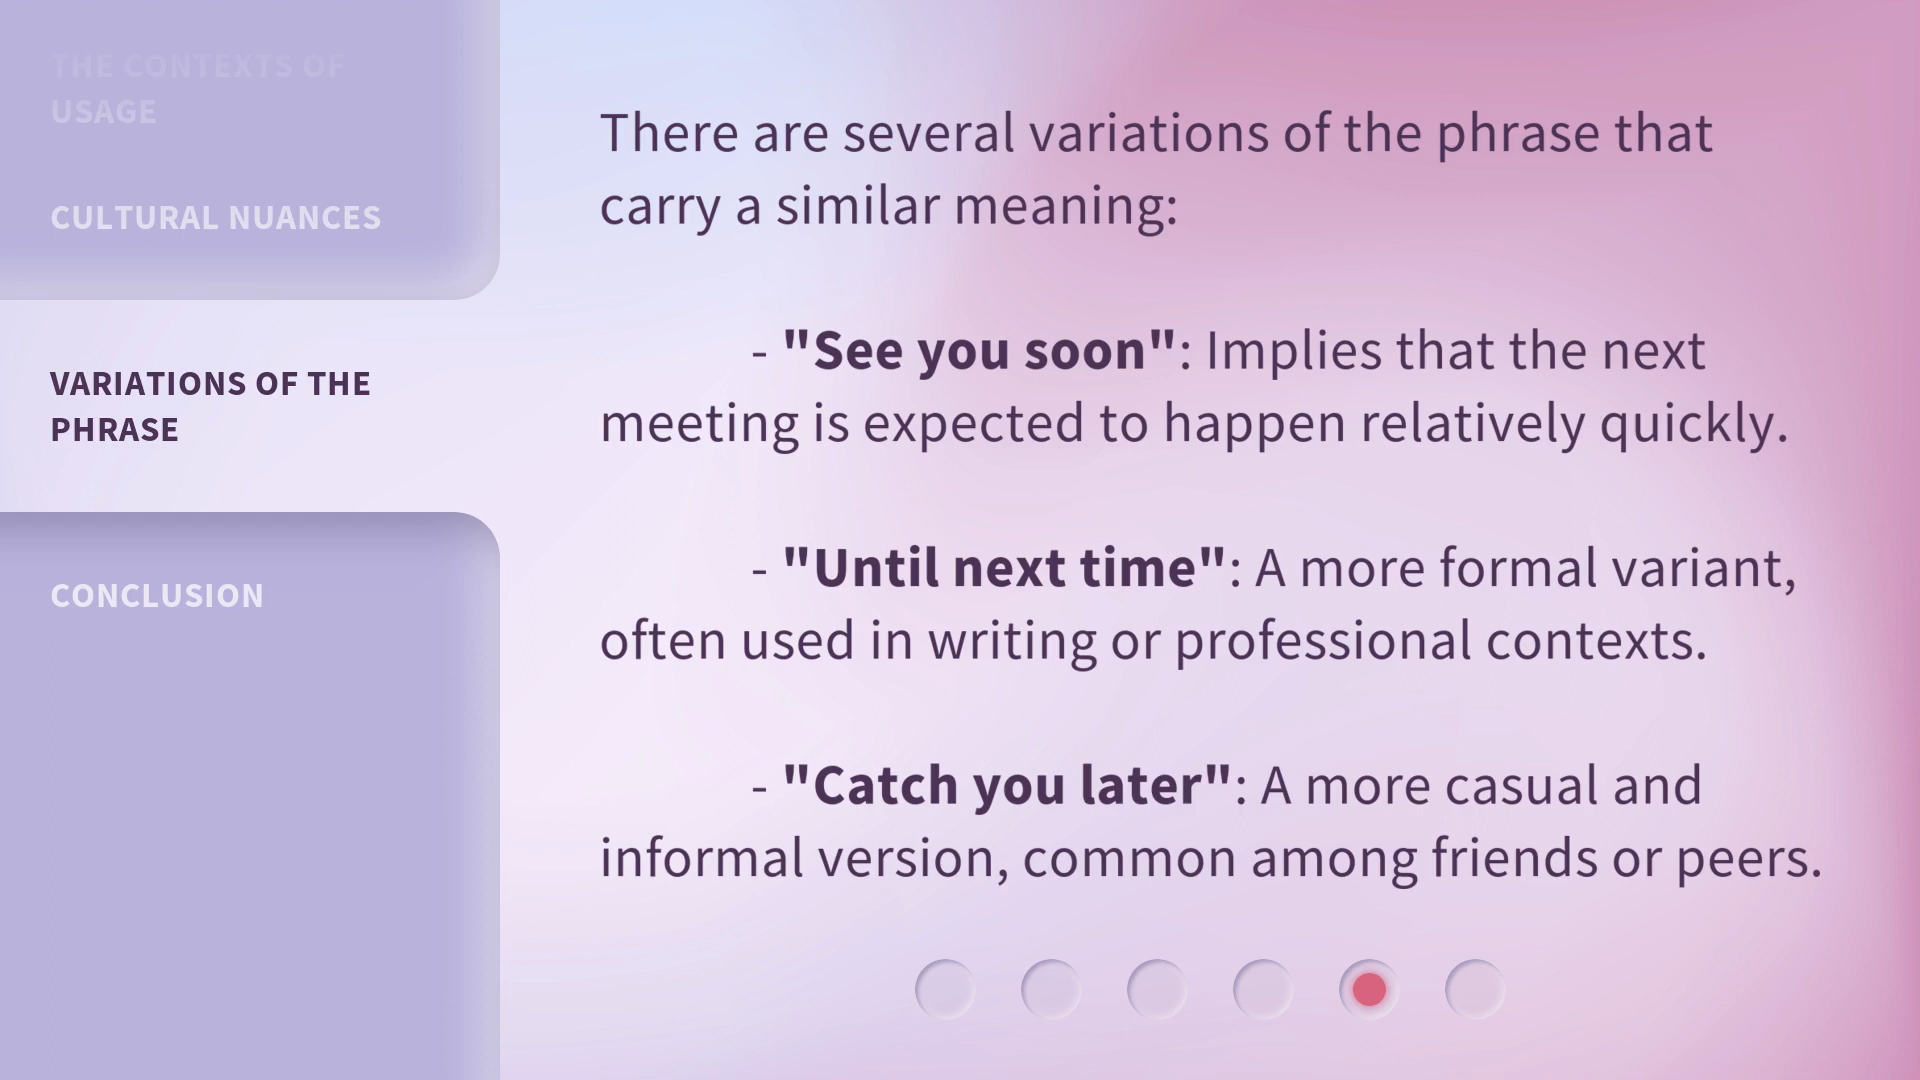 THE CONTEXTS OF
USAGE
CULTURAL NUANCES
VARIATIONS OF THE
PHRASE
CONCLUSION
There are several variations of the phrase that
carry a similar meaning:
- "See you soon": Implies that the next
meeting is expected to happen relatively quickly.
- "Until next time": A more formal variant,
often used in writing or professional contexts.
- "Catch you later": A more casual and
informal version, common among friends or peers.